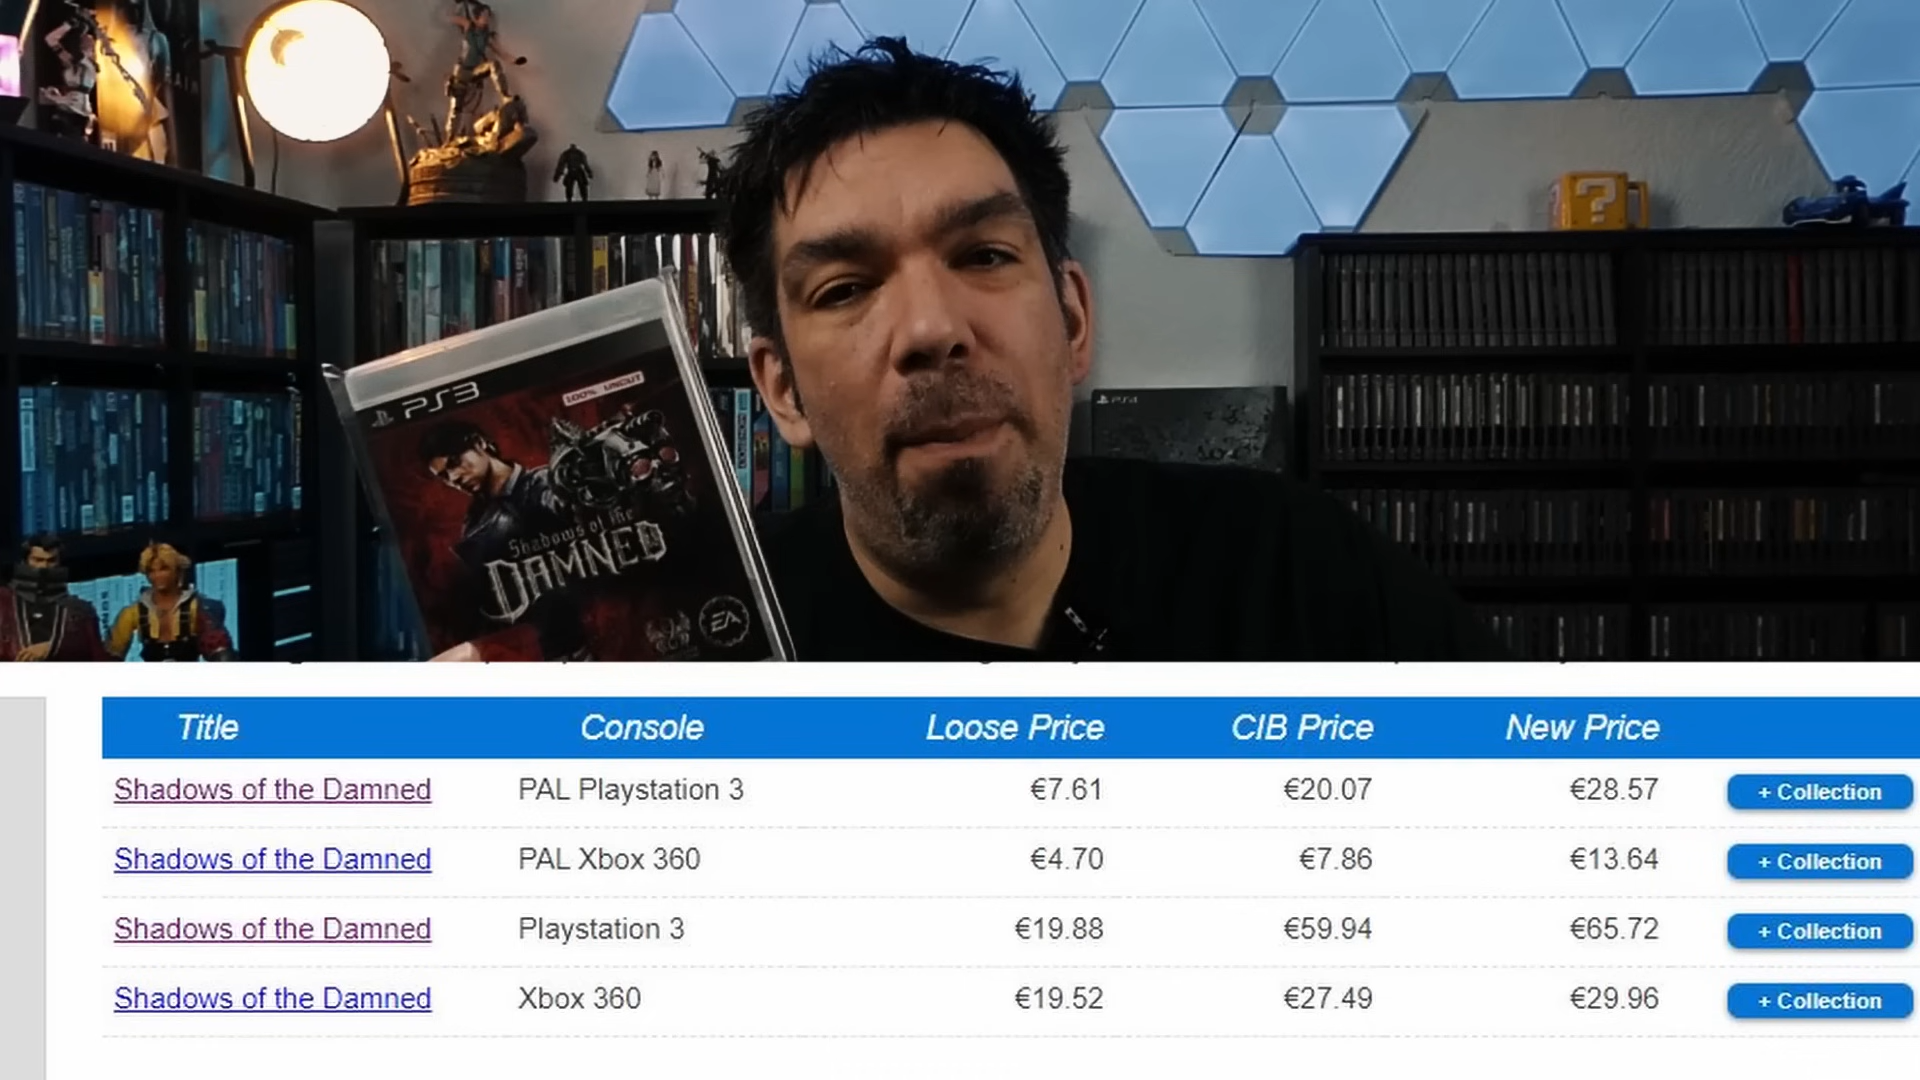 PS3
100% UNCUT
Shadows of the
DAMNED
EA
PS4
?
Title Console Loose Price CIB Price New Price
Shadows of the Damned PAL Playstation 3 €7.61 €20.07 €28.57 + Collection
Shadows of the Damned PAL Xbox 360 €4.70 €7.86 €13.64 + Collection
Shadows of the Damned Playstation 3 €19.88 €59.94 €65.72 + Collection
Shadows of the Damned Xbox 360 €19.52 €27.49 €29.96 + Collection